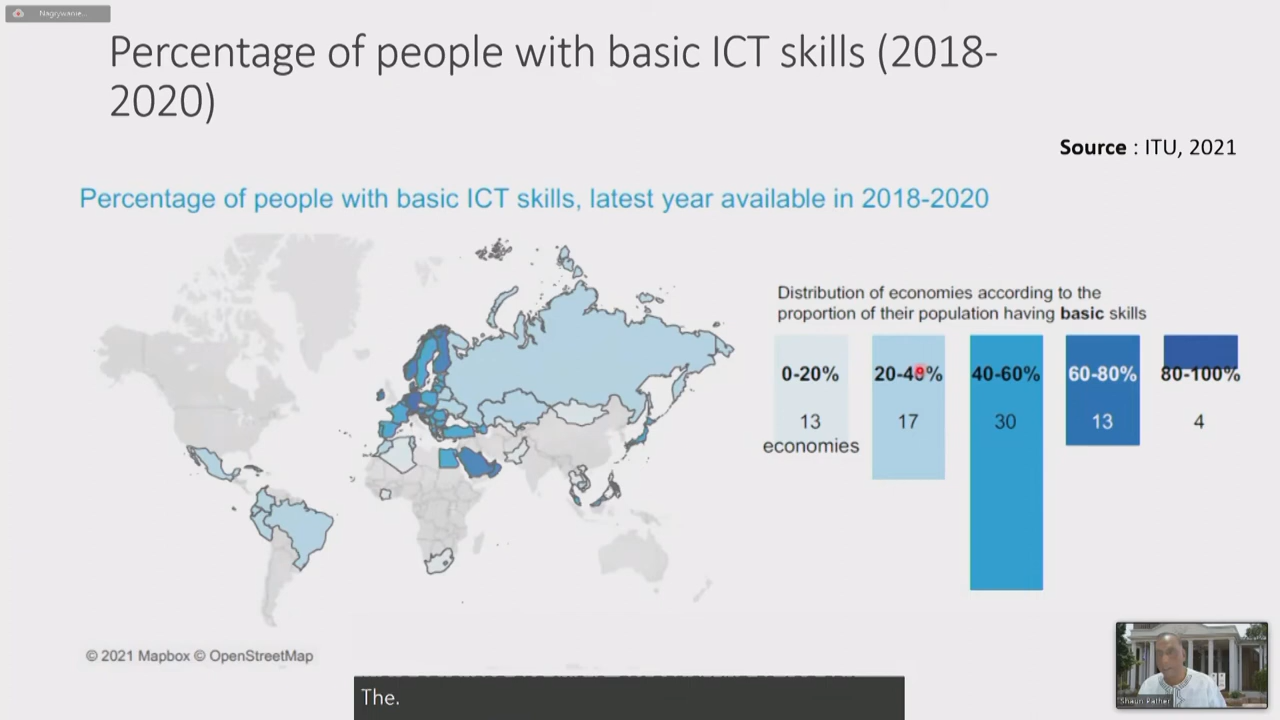 Nagrywanie...
Percentage of people with basic ICT skills (2018-
2020)
Source : ITU, 2021
Percentage of people with basic ICT skills, latest year available in 2018-2020
Distribution of economies according to the
proportion of their population having basic skills
0-20% 20-40% 40-60% 60-80% 80-100%
13 17 30 13 4
economies
© 2021 Mapbox © OpenStreetMap
The.
Shaun Pather